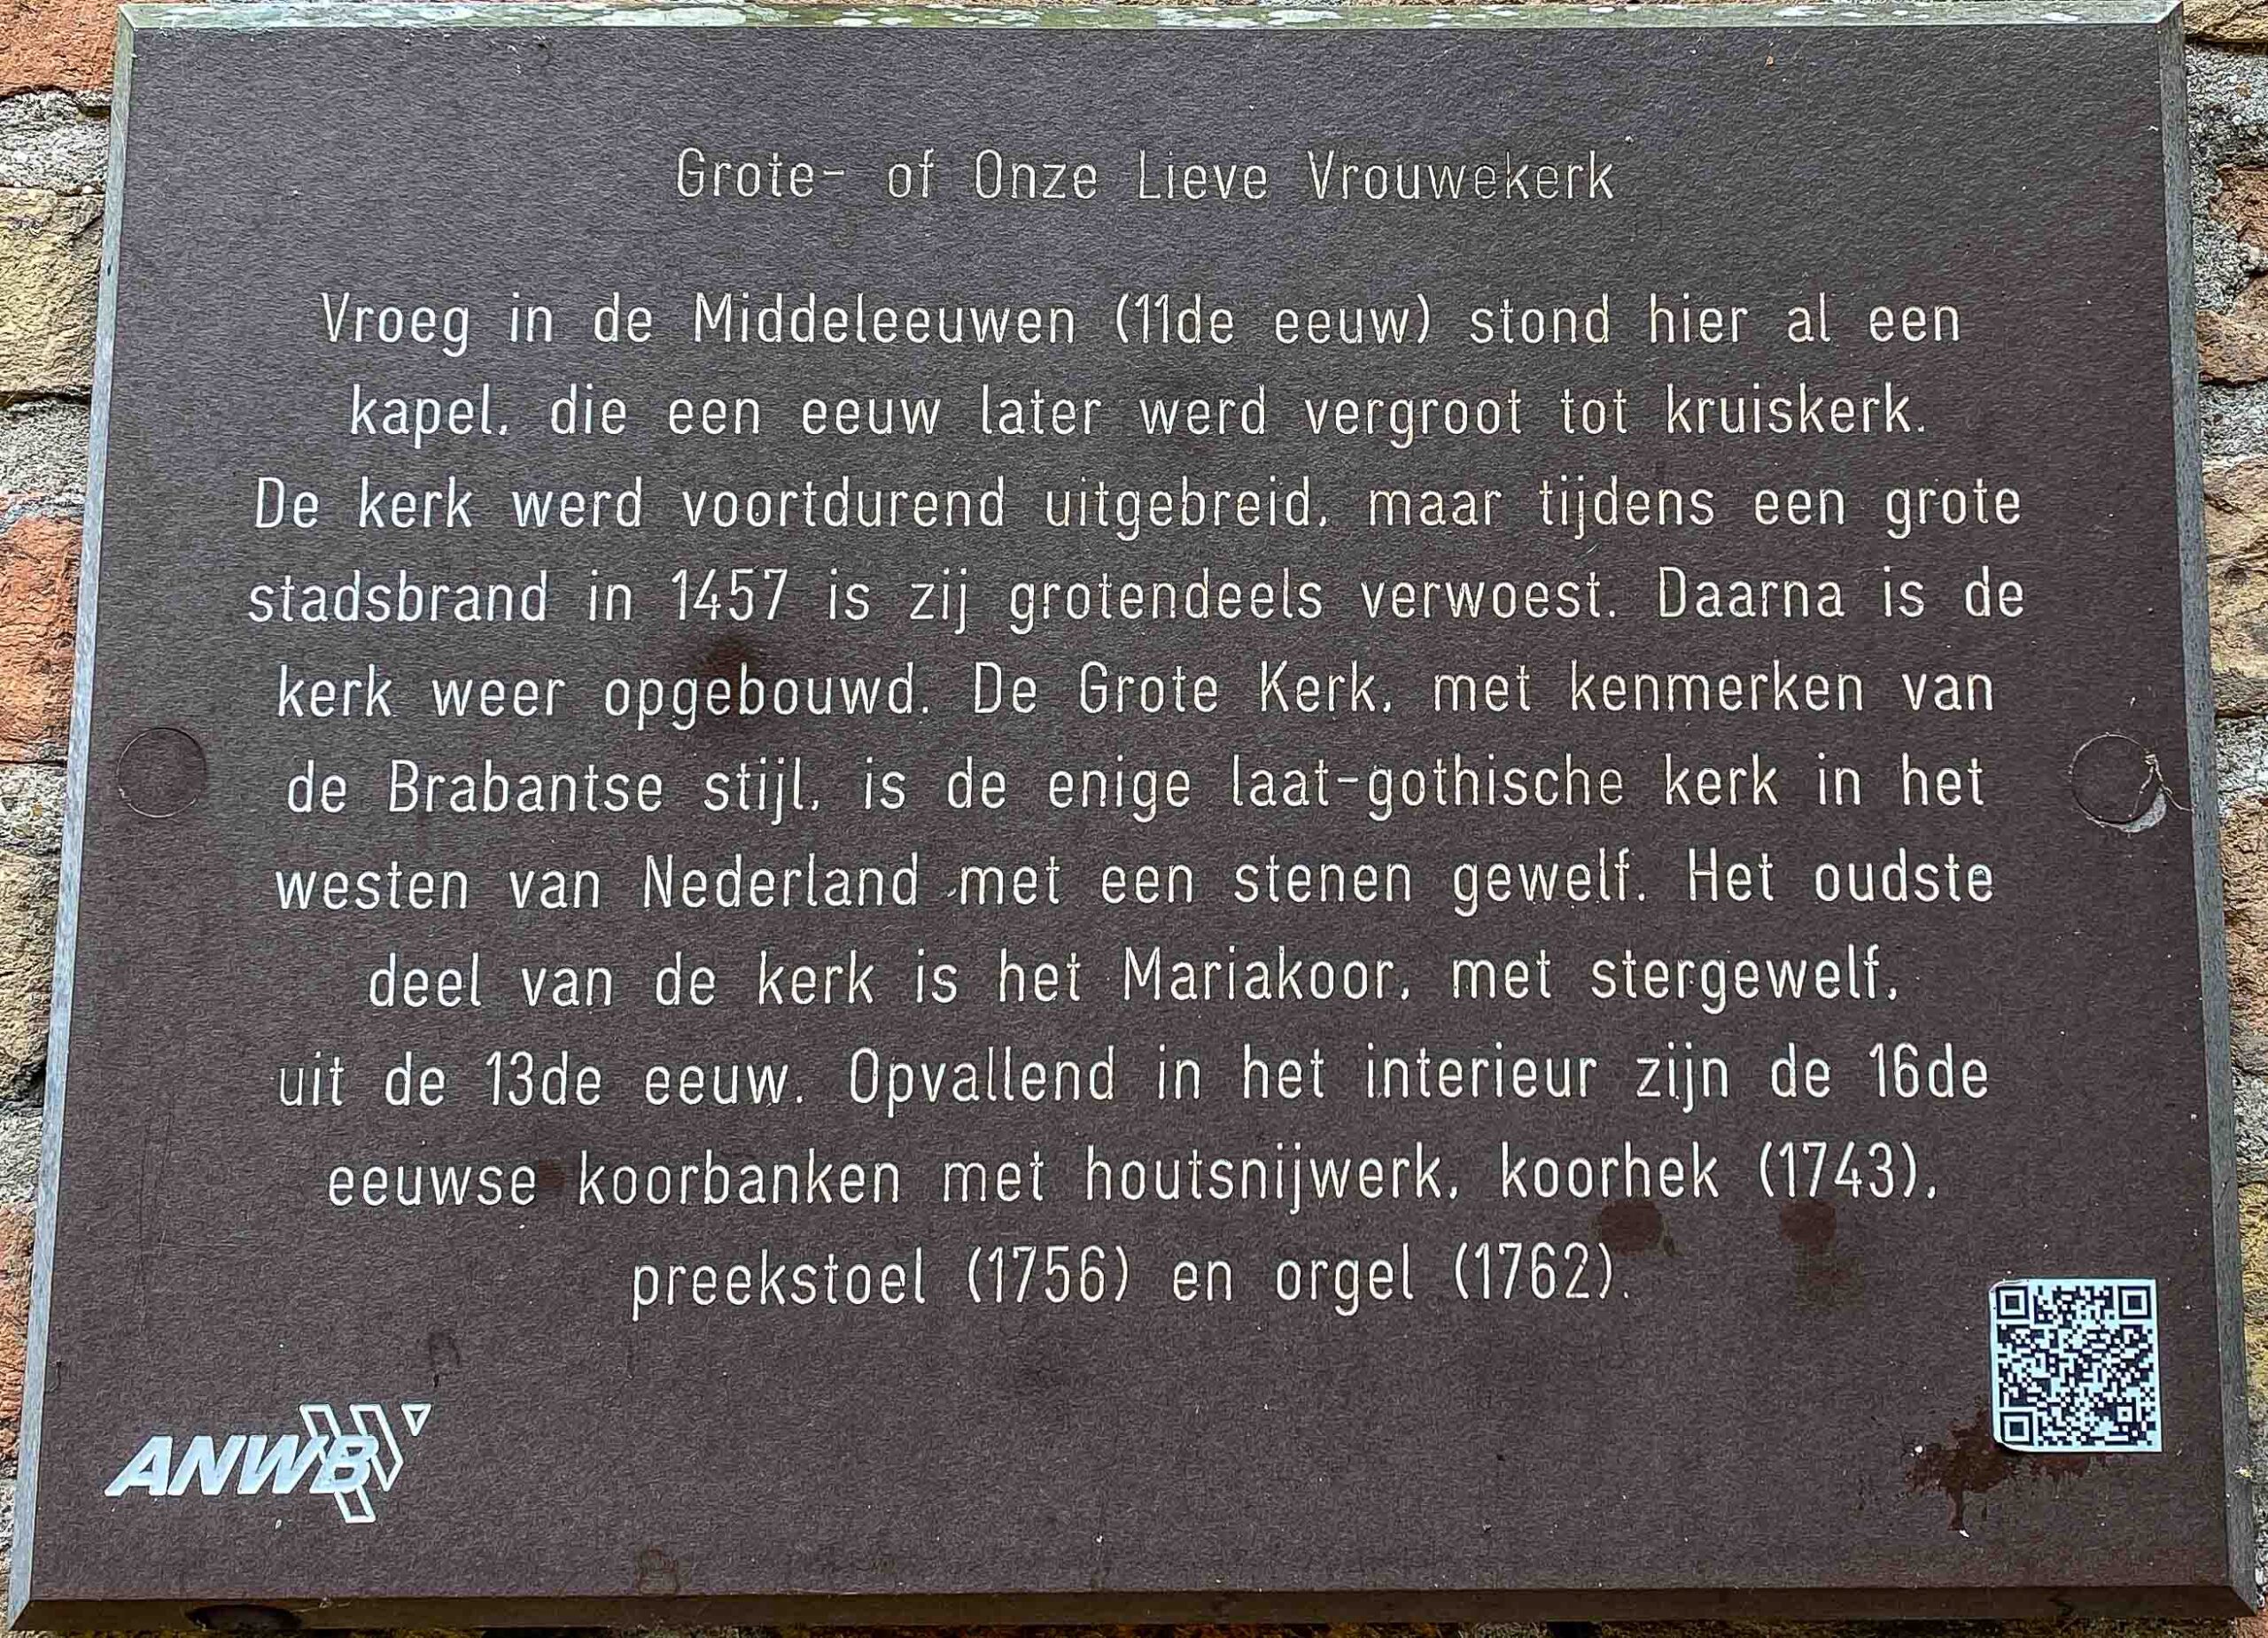 Grote- of Onze Lieve Vrouwekerk
Vroeg in de Middeleeuwen (11de eeuw) stond hier al een
kapel, die een eeuw later werd vergroot tot kruiskerk.
De kerk werd voortdurend uitgebreid, maar tijdens een grote
stadsbrand in 1457 is zij grotendeels verwoest. Daarna is de
kerk weer opgebouwd. De Grote Kerk, met kenmerken van
de Brabantse stijl, is de enige laat-gothische kerk in het
westen van Nederland met een stenen gewelf. Het oudste
deel van de kerk is het Mariakoor, met stergewelf,
uit de 13de eeuw. Opvallend in het interieur zijn de 16de
eeuwse koorbanken met houtsnijwerk, koorhek (1743),
preekstoel (1756) en orgel (1762).
ANWB